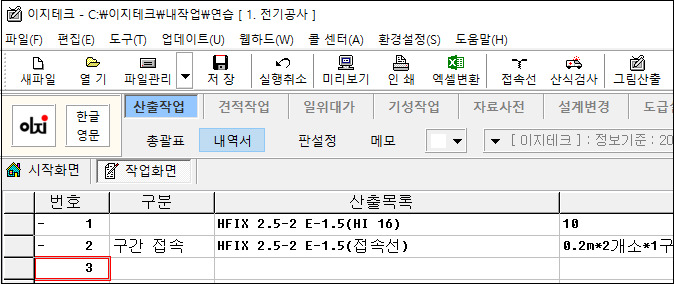 이지테크 - C:₩이지테크₩내작업₩연습 [ 1. 전기공사 ]
파일(F) 편집(E) 도구(T) 업데이트(U) 웹하드(W) 콜 센터(A) 환경설정(S) 도움말(H)
새파일 열 기 파일관리 저 장 실행취소 미리보기 인 쇄 엑셀변환 접속선 산식검사 그림산출
이지 한글 영문 산출작업 견적작업 일위대가 기성작업 자료사전 설계변경
총괄표 내역서 판설정 메모 [ 이지테크 ] : 정보기준 : 20
시작화면 작업화면
번호 구분 산출목록
- 1 HFIX 2.5-2 E-1.5(HI 16) 10
- 2 구간 접속 HFIX 2.5-2 E-1.5(접속선) 0.2m*2개소*1구
3